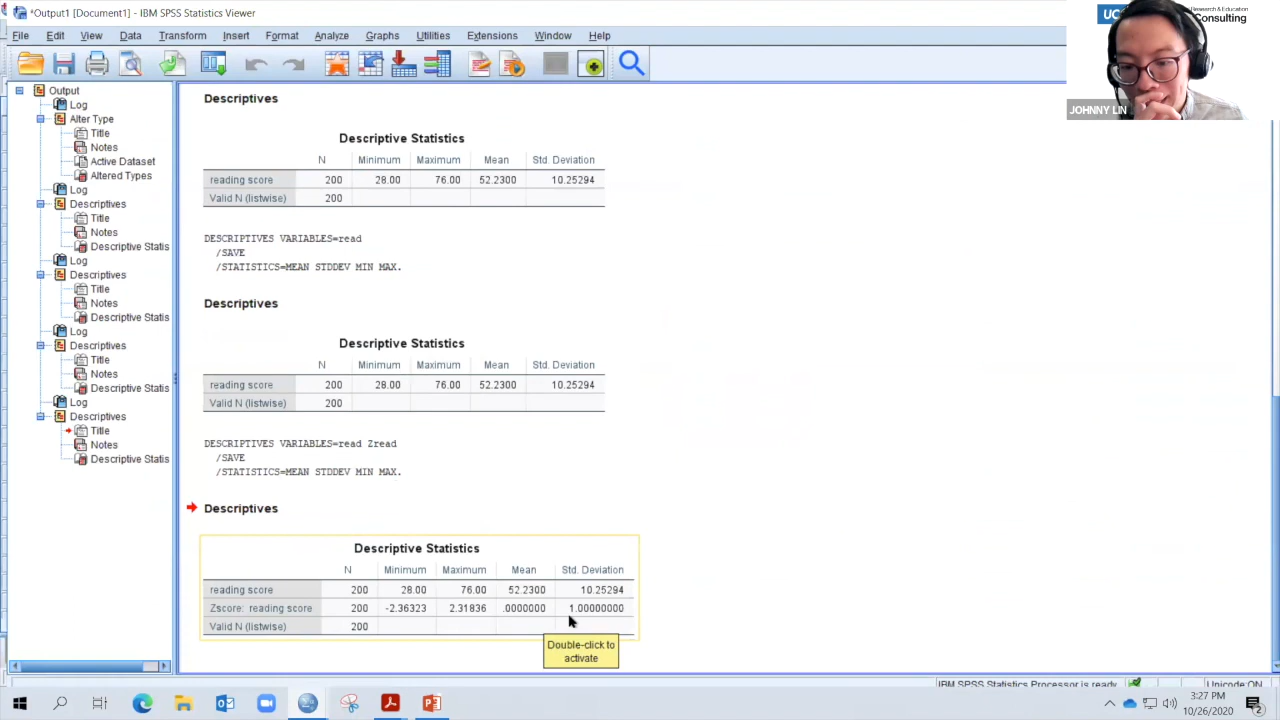 *Output1 [Document1] - IBM SPSS Statistics Viewer
File Edit View Data Transform Insert Format Analyze Graphs Utilities Extensions Window Help
UC
Research & Education
Consulting
JOHNNY LIN
Output
Log
Alter Type
Title
Notes
Active Dataset
Altered Types
Log
Descriptives
Title
Notes
Descriptive Statis
Log
Descriptives
Title
Notes
Descriptive Statis
Log
Descriptives
Title
Notes
Descriptive Statis
Log
Descriptives
Title
Notes
Descriptive Statis
Descriptives
Descriptive Statistics
N Minimum Maximum Mean Std. Deviation
reading score 200 28.00 76.00 52.2300 10.25294
Valid N (listwise) 200
DESCRIPTIVES VARIABLES=read
/SAVE
/STATISTICS=MEAN STDDEV MIN MAX.
Descriptives
Descriptive Statistics
N Minimum Maximum Mean Std. Deviation
reading score 200 28.00 76.00 52.2300 10.25294
Valid N (listwise) 200
DESCRIPTIVES VARIABLES=read Zread
/SAVE
/STATISTICS=MEAN STDDEV MIN MAX.
Descriptives
Descriptive Statistics
N Minimum Maximum Mean Std. Deviation
reading score 200 28.00 76.00 52.2300 10.25294
Zscore: reading score 200 -2.36323 2.31836 .0000000 1.00000000
Valid N (listwise) 200
Double-click to
activate
IBM SPSS Statistics Processor is ready
Unicode:ON
3:27 PM
10/26/2020
2